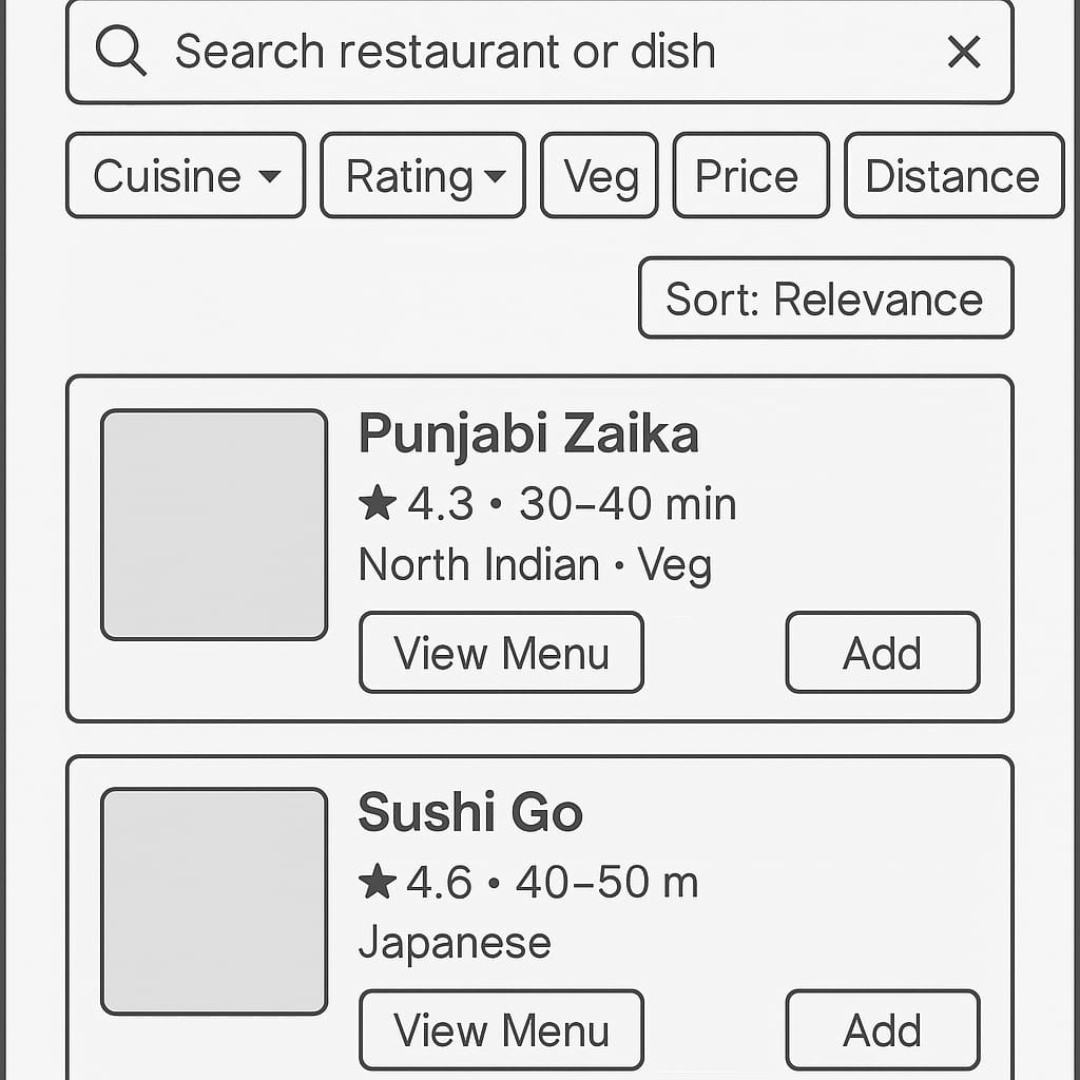 Search restaurant or dish
Cuisine Rating Veg Price Distance
Sort: Relevance
Punjabi Zaika
★ 4.3 • 30–40 min
North Indian • Veg
View Menu Add
Sushi Go
★ 4.6 • 40–50 m
Japanese
View Menu Add